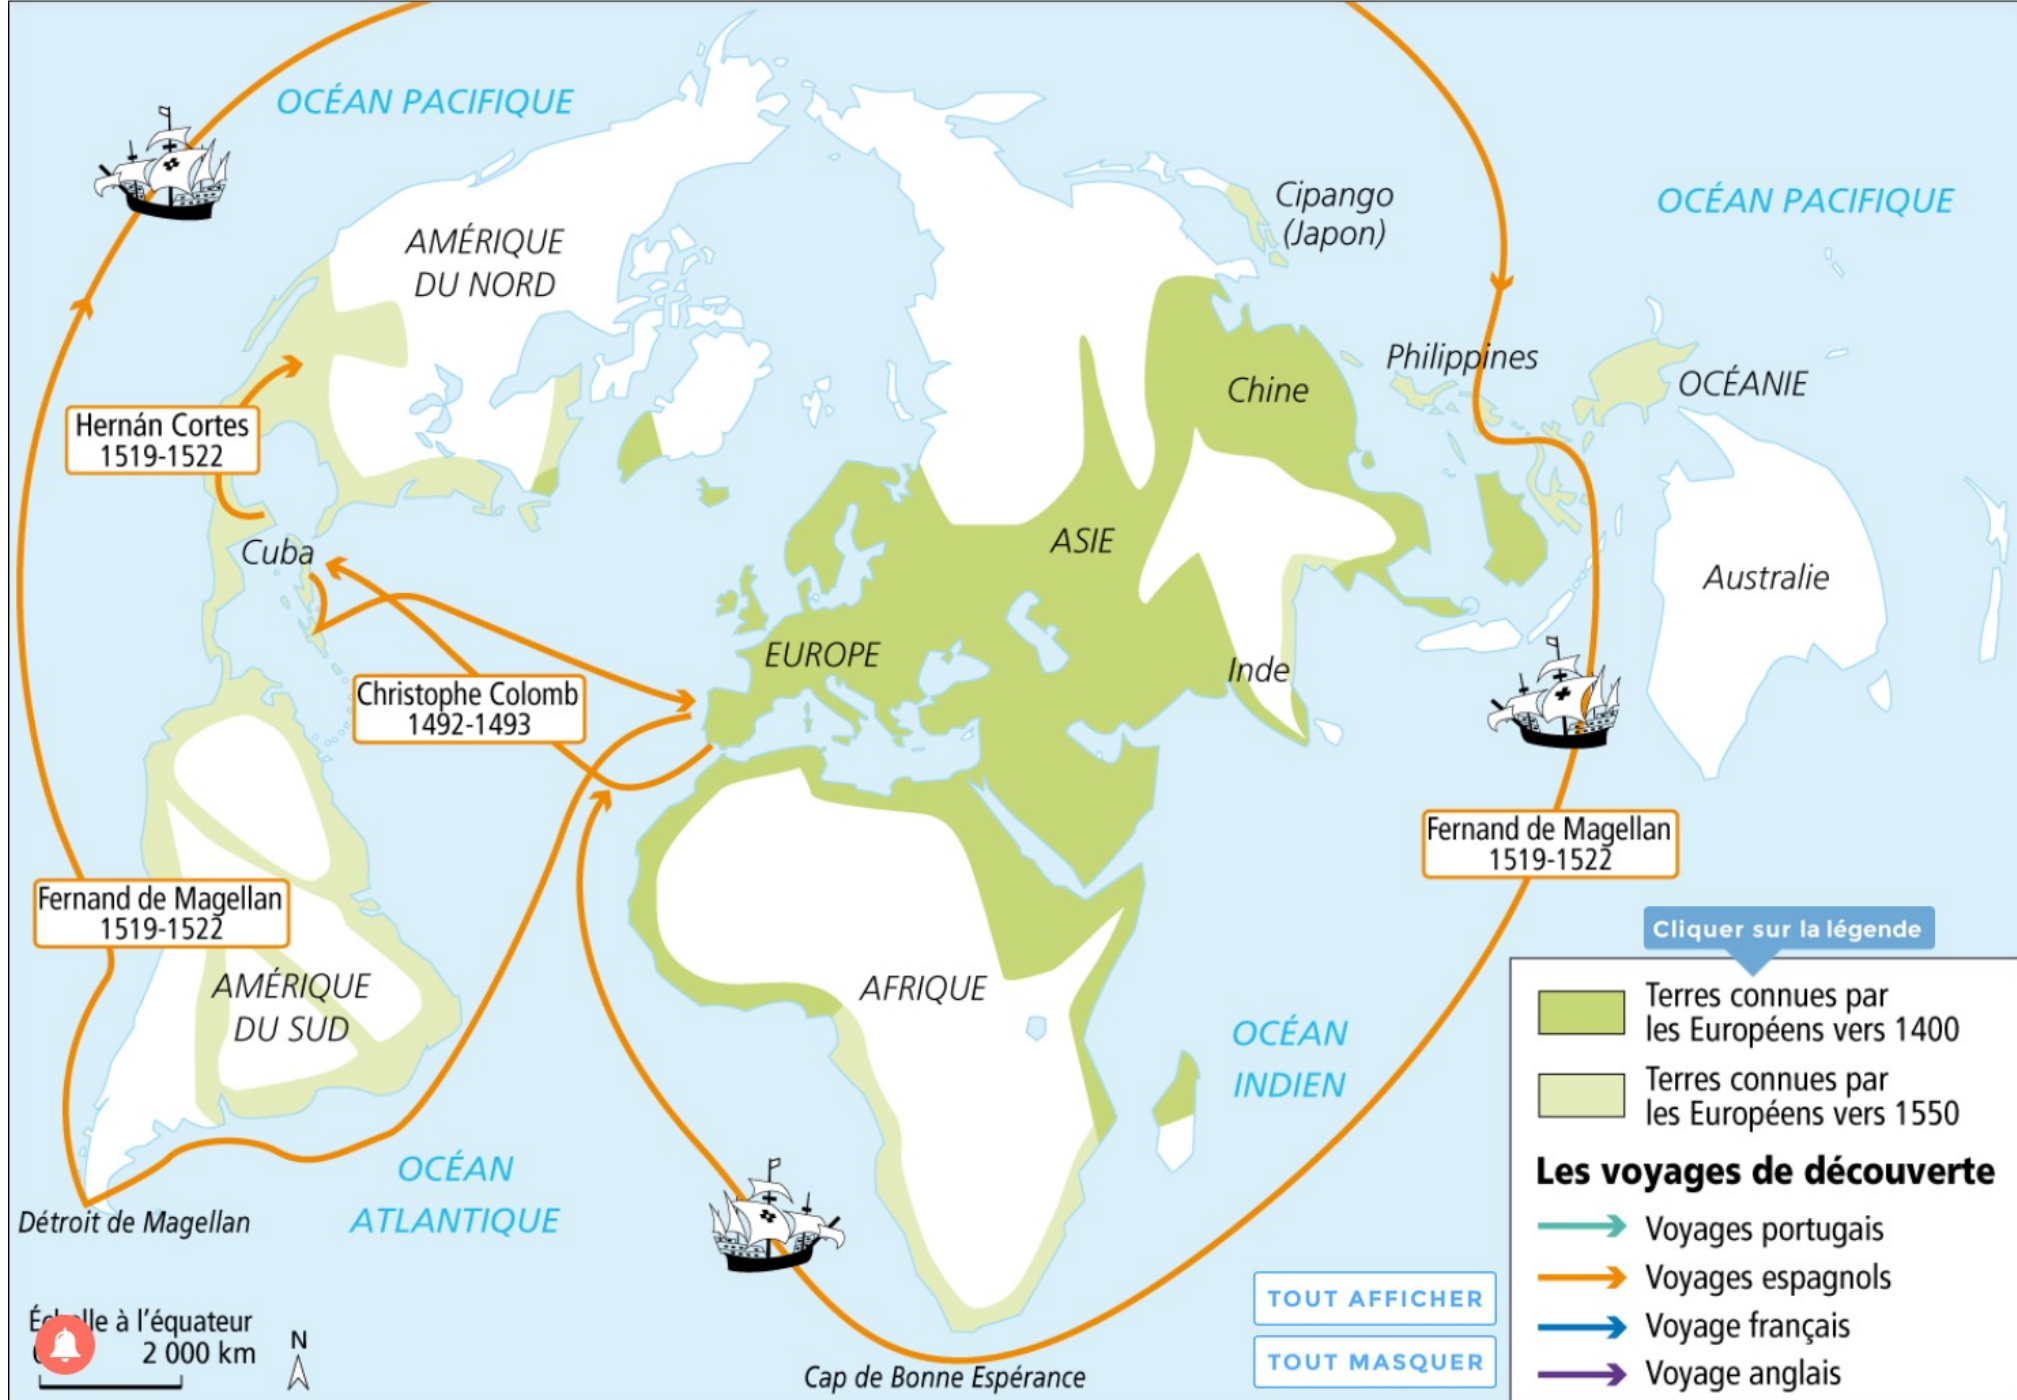 OCÉAN PACIFIQUE
Cipango
(Japon)
OCÉAN PACIFIQUE
AMÉRIQUE
DU NORD
Philippines
OCÉANIE
Chine
Hernán Cortes
1519-1522
Cuba
ASIE
Australie
EUROPE
Inde
Christophe Colomb
1492-1493
Fernand de Magellan
1519-1522
Fernand de Magellan
1519-1522
AMÉRIQUE
DU SUD
AFRIQUE
OCÉAN
INDIEN
OCÉAN
ATLANTIQUE
Détroit de Magellan
Cap de Bonne Espérance
à l'équateur
2 000 km
N
Cliquer sur la légende
Terres connues par
les Européens vers 1400
Terres connues par
les Européens vers 1550
Les voyages de découverte
Voyages portugais
Voyages espagnols
Voyage français
Voyage anglais
TOUT AFFICHER
TOUT MASQUER